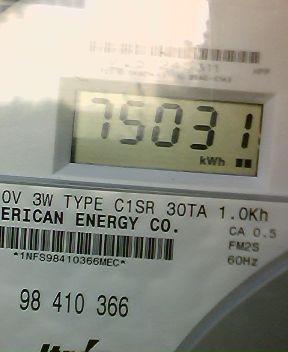 75031
kWh
0V 3W TYPE C1SR 30TA 1.0Kh
ERICAN ENERGY CO.
CA 0.5
FM2S
60Hz
*1NFS98410366MEC*
98 410 366